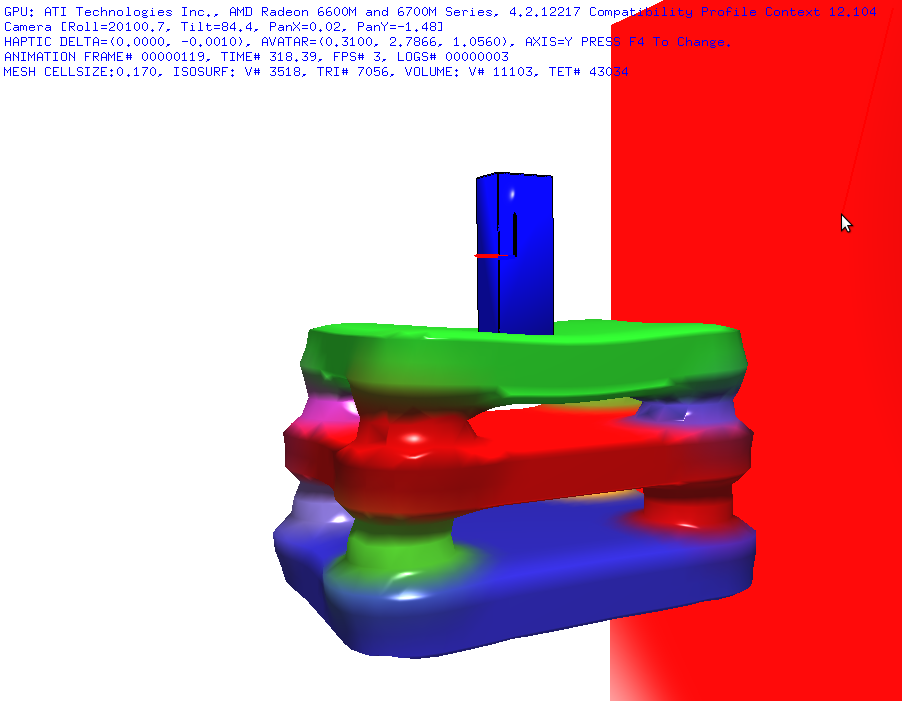 GPU: ATI Technologies Inc., AMD Radeon 6600M and 6700M Series, 4.2.12217 Compatibility Profile Context 12.104
Camera [Roll=20100.7, Tilt=84.4, PanX=0.02, PanY=-1.48]
HAPTIC DELTA=(0.0000, -0.0010), AVATAR=(0.3100, 2.7866, 1.0560), AXIS=Y PRESS F4 To Change.
ANIMATION FRAME# 00000119, TIME# 318.39, FPS# 3, LOGS# 00000003
MESH CELLSIZE:0.170, ISOSURF: V# 3518, TRI# 7056, VOLUME: V# 11103, TET# 43034